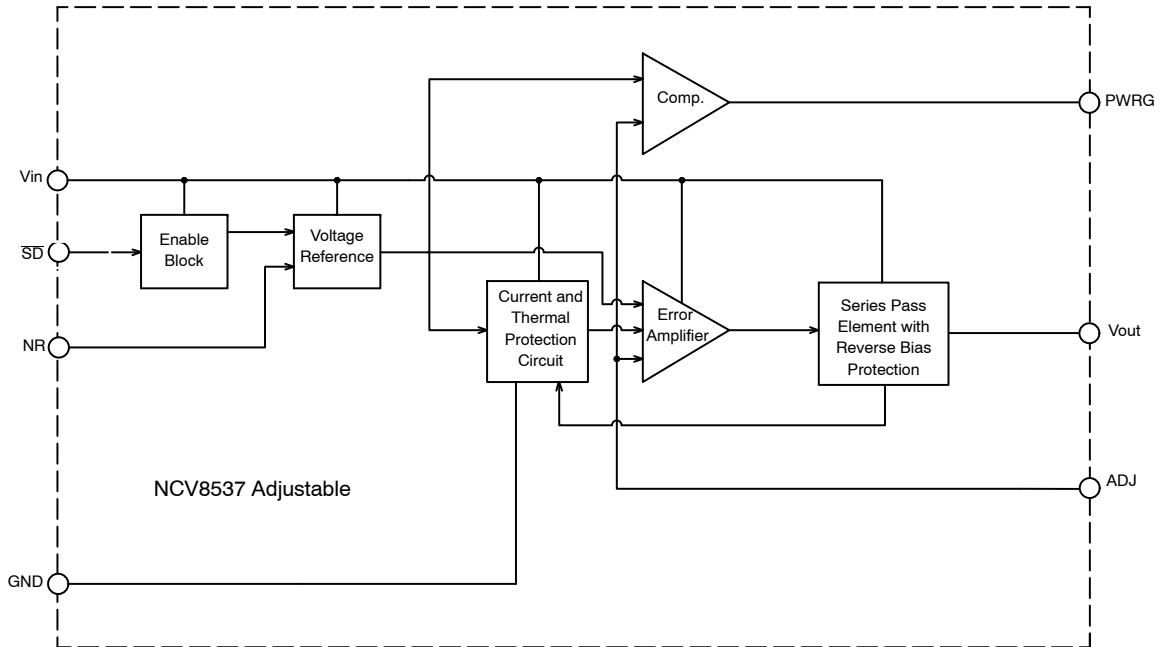 Comp.
PWRG
Vin
SD
Enable
Block
Voltage
Reference
NR
Current and
Thermal
Protection
Circuit
Error
Amplifier
Series Pass
Element with
Reverse Bias
Protection
Vout
ADJ
NCV8537 Adjustable
GND